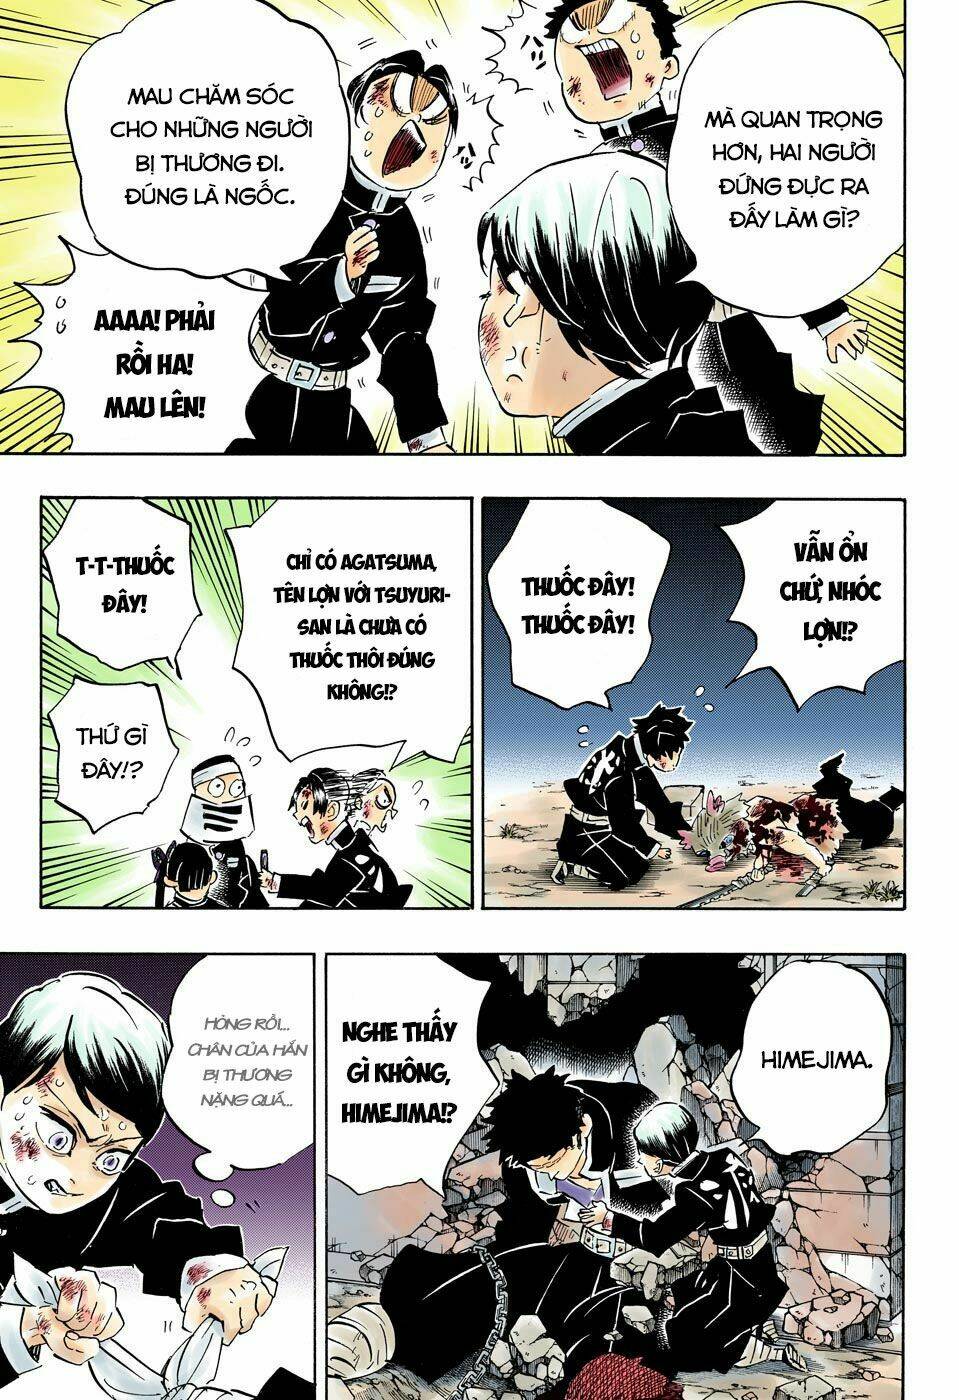 MÀ QUAN TRỌNG
HƠN, HAI NGƯỜI
ĐỨNG ĐỰC RA
ĐẤY LÀM GÌ?
MAU CHĂM SÓC
CHO NHỮNG NGƯỜI
BỊ THƯƠNG ĐI.
ĐÚNG LÀ NGỐC.
AAAA! PHẢI
RỒI HA!
MAU LÊN!
VẪN ỔN
CHỨ, NHÓC
LỢN!?
THUỐC ĐÂY!
THUỐC ĐÂY!
CHỈ CÓ AGATSUMA,
TÊN LỢN VỚI TSUYURI-
SAN LÀ CHƯA CÓ
THUỐC THÔI ĐÚNG
KHÔNG!?
T-T-THUỐC
ĐÂY!
THỨ GÌ
ĐÂY!?
HIMEJIMA.
NGHE THẤY
GÌ KHÔNG,
HIMEJIMA!?
HỎNG RỒI...
CHÂN CỦA HẮN
BỊ THƯƠNG
NẶNG QUÁ...